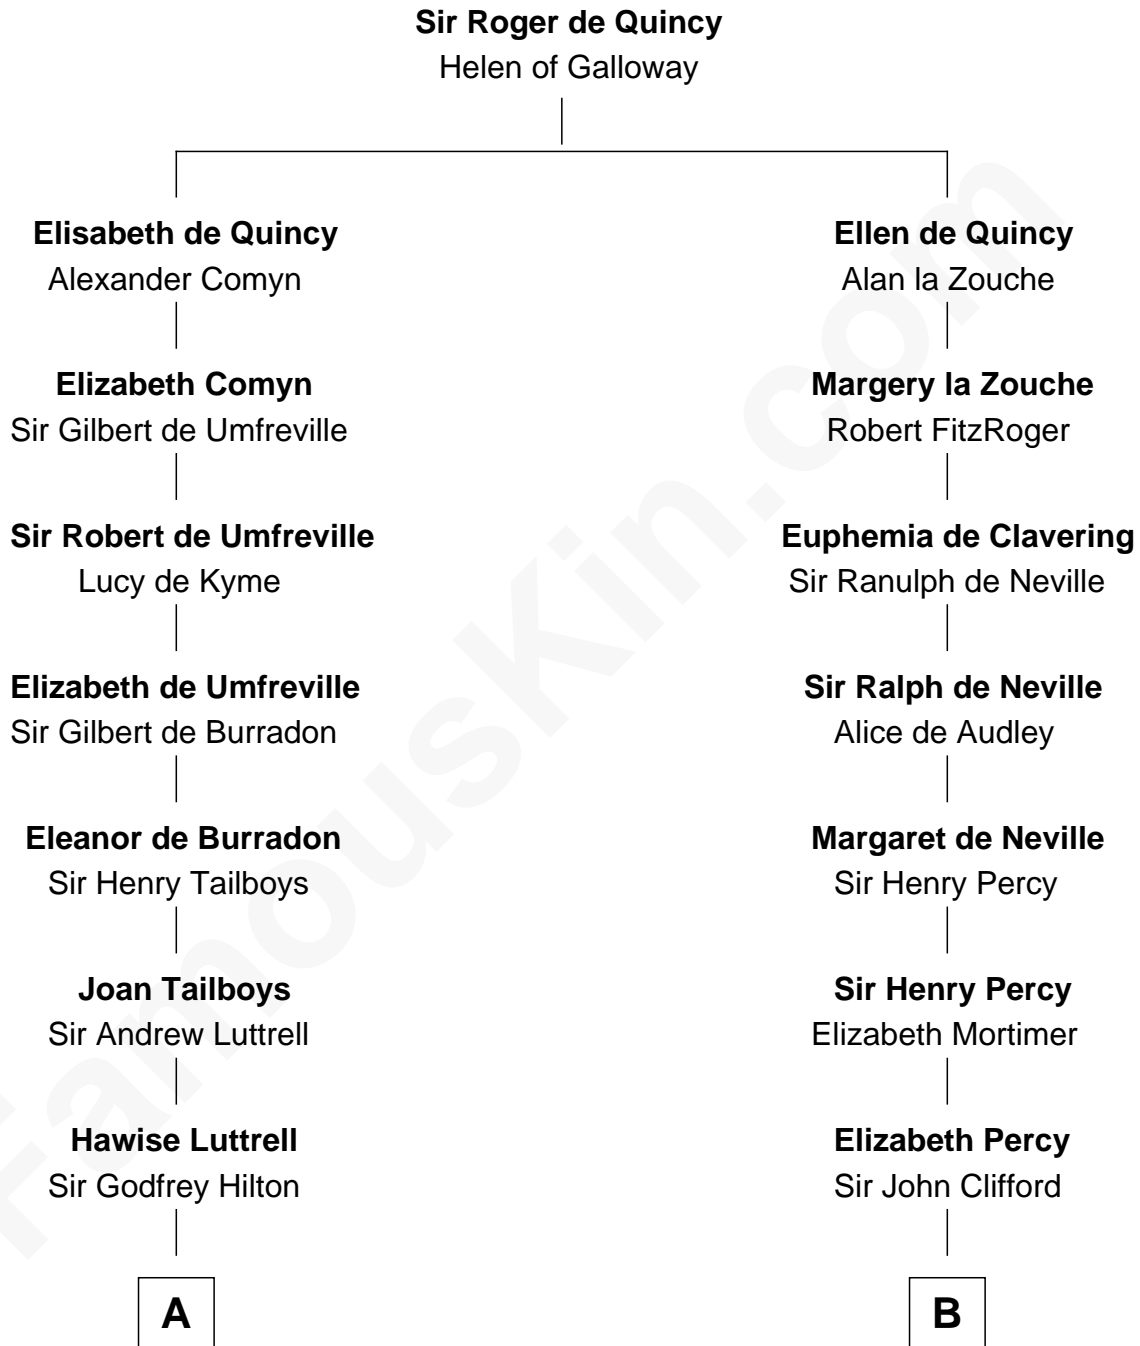 Sir Roger de Quincy
Helen of Galloway
Elisabeth de Quincy
Alexander Comyn
Ellen de Quincy
Alan la Zouche
Elizabeth Comyn
Sir Gilbert de Umfreville
Margery la Zouche
Robert FitzRoger
Sir Robert de Umfreville
Lucy de Kyme
Euphemia de Clavering
Sir Ranulph de Neville
Elizabeth de Umfreville
Sir Gilbert de Burradon
Sir Ralph de Neville
Alice de Audley
Eleanor de Burradon
Sir Henry Tailboys
Margaret de Neville
Sir Henry Percy
Joan Tailboys
Sir Andrew Luttrell
Sir Henry Percy
Elizabeth Mortimer
Hawise Luttrell
Sir Godfrey Hilton
Elizabeth Percy
Sir John Clifford
A
B
FamousKin.com